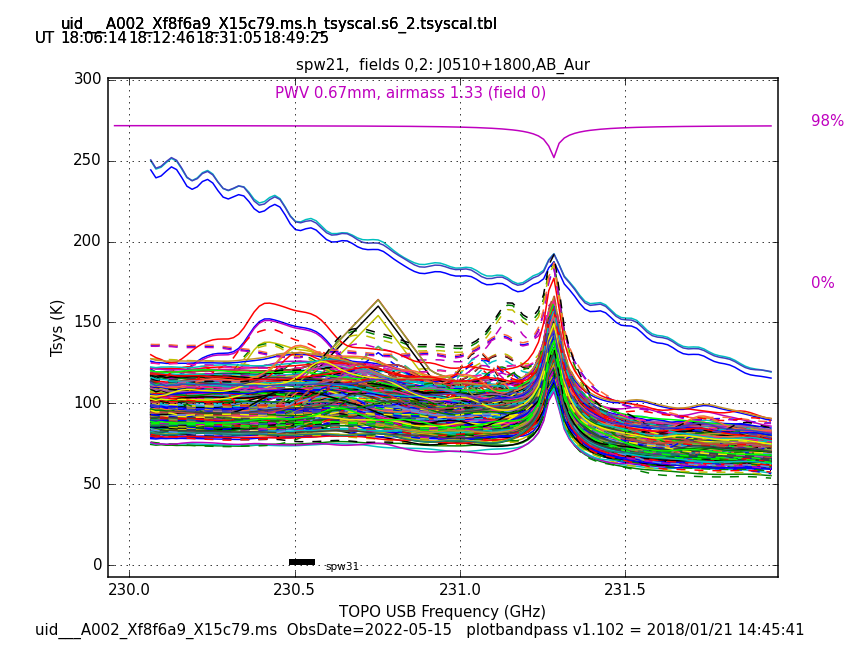 uid___A002_Xf8f6a9_X15c79.ms.h_tsyscal.s6_2.tsyscal.tbl
UT 18:06:14 18:12:46 18:31:05 18:49:25
spw21,  fields 0,2: J0510+1800,AB_Aur
PWV 0.67mm, airmass 1.33 (field 0)
300
98%
250
200
0%
150
Tsys (K)
100
50
0
spw31
230.0 230.5 231.0 231.5
TOPO USB Frequency (GHz)
uid___A002_Xf8f6a9_X15c79.ms  ObsDate=2022-05-15   plotbandpass v1.102 = 2018/01/21 14:45:41